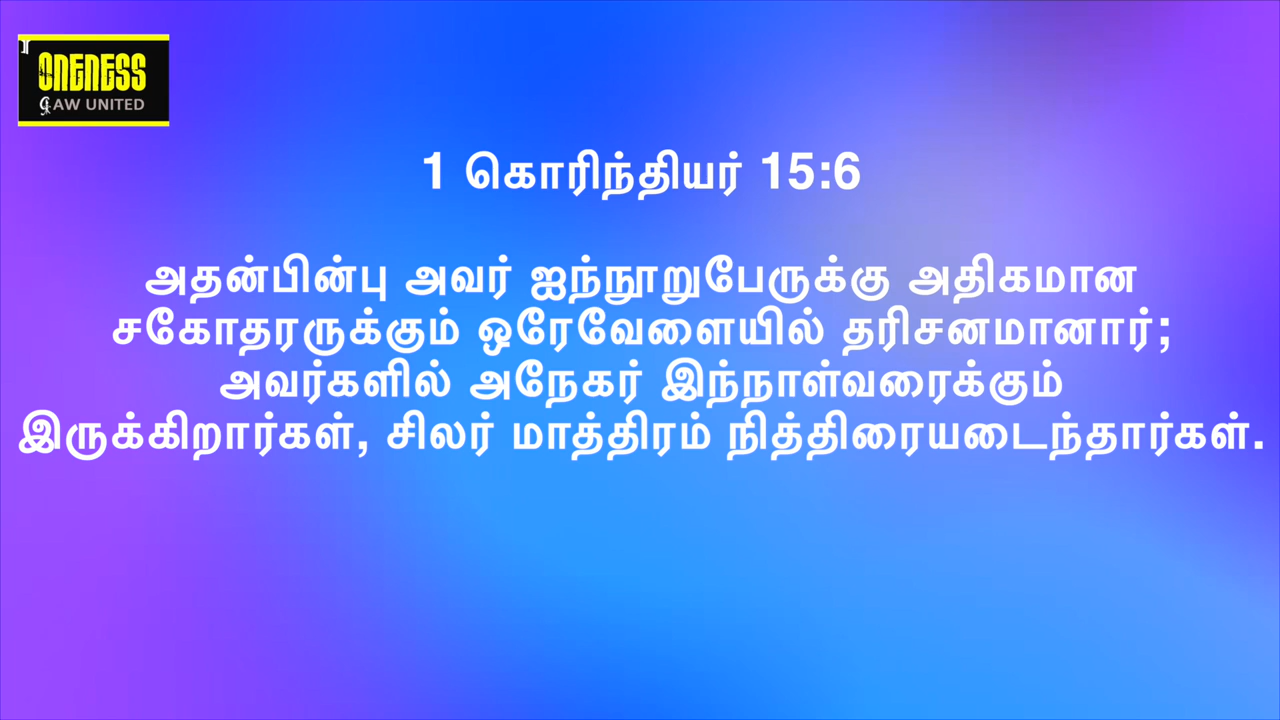 ONENESS
GAW UNITED
1 கொரிந்தியர் 15:6
அதன்பின்பு அவர் ஐந்நூறுபேருக்கு அதிகமான
சகோதரருக்கும் ஒரேவேளையில் தரிசனமானார்;
அவர்களில் அநேகர் இந்நாள்வரைக்கும்
இருக்கிறார்கள், சிலர் மாத்திரம் நித்திரையடைந்தார்கள்.